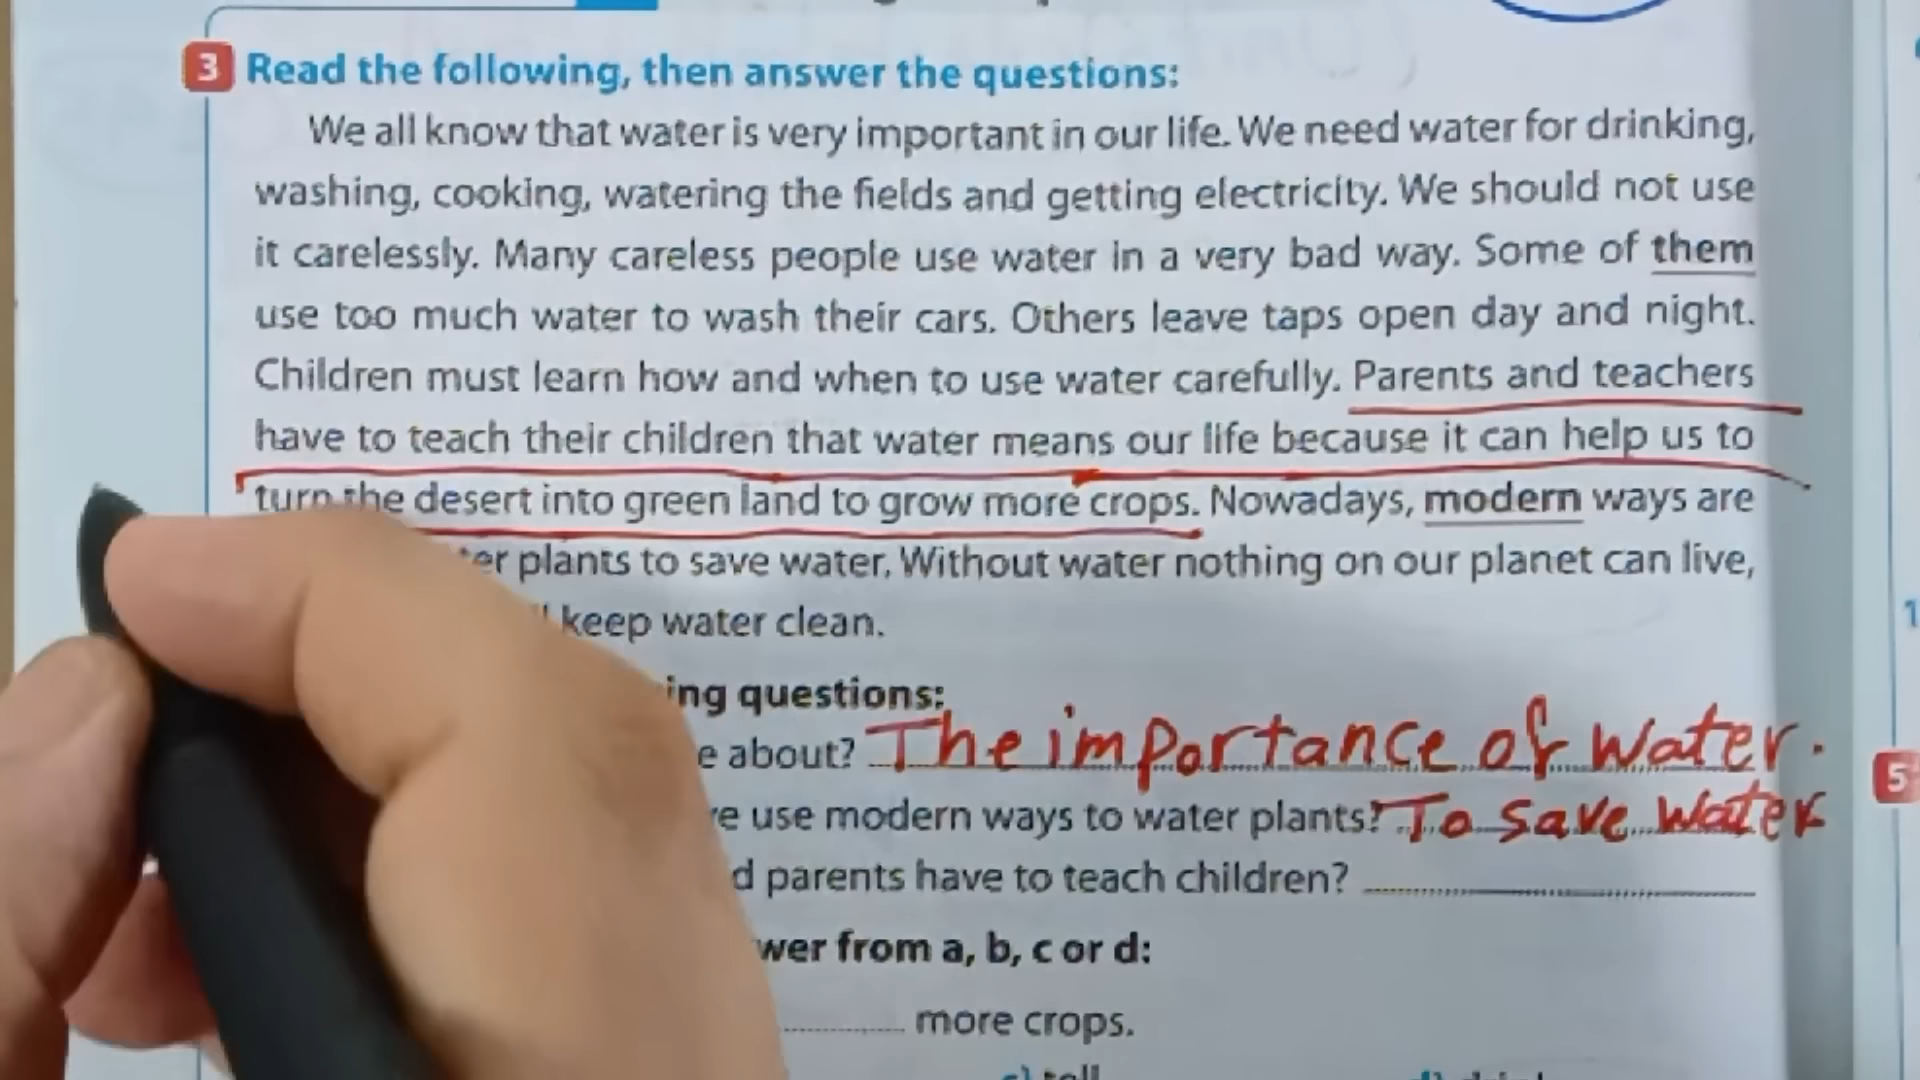 3 Read the following, then answer the questions:
We all know that water is very important in our life. We need water for drinking,
washing, cooking, watering the fields and getting electricity. We should not use
it carelessly. Many careless people use water in a very bad way. Some of them
use too much water to wash their cars. Others leave taps open day and night.
Children must learn how and when to use water carefully. Parents and teachers
have to teach their children that water means our life because it can help us to
turn the desert into green land to grow more crops. Nowadays, modern ways are
plants to save water. Without water nothing on our planet can live,
keep water clean.
questions:
about? The importance of water.
use modern ways to water plants? To save water
parents have to teach children?
from a, b, c or d:
more crops.
5
1